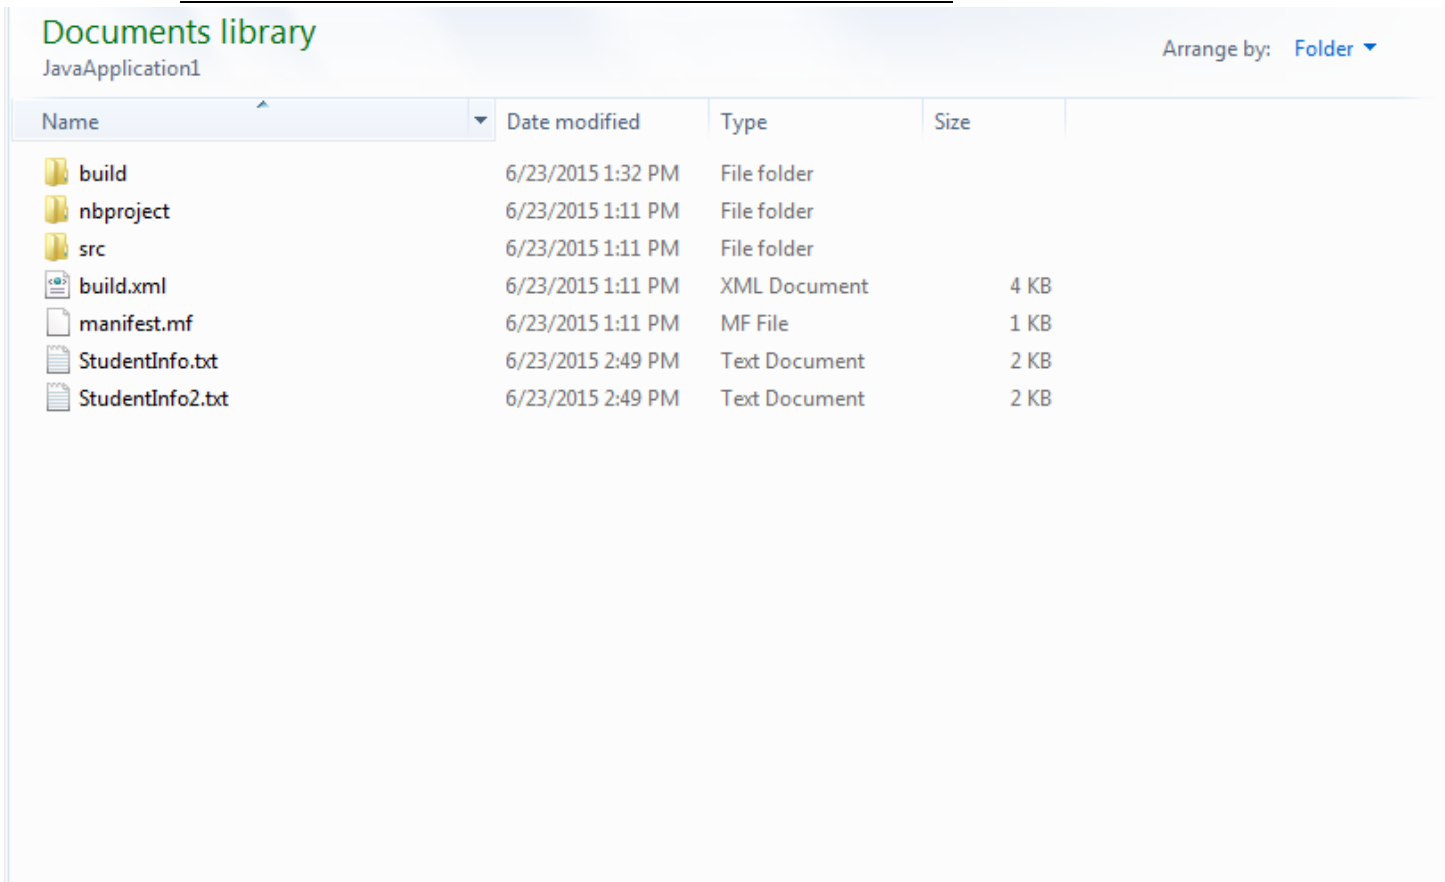 Documents library
JavaApplication1
Arrange by: Folder
Name Date modified Type Size
build 6/23/2015 1:32 PM File folder
nbproject 6/23/2015 1:11 PM File folder
src 6/23/2015 1:11 PM File folder
build.xml 6/23/2015 1:11 PM XML Document 4 KB
manifest.mf 6/23/2015 1:11 PM MF File 1 KB
StudentInfo.txt 6/23/2015 2:49 PM Text Document 2 KB
StudentInfo2.txt 6/23/2015 2:49 PM Text Document 2 KB